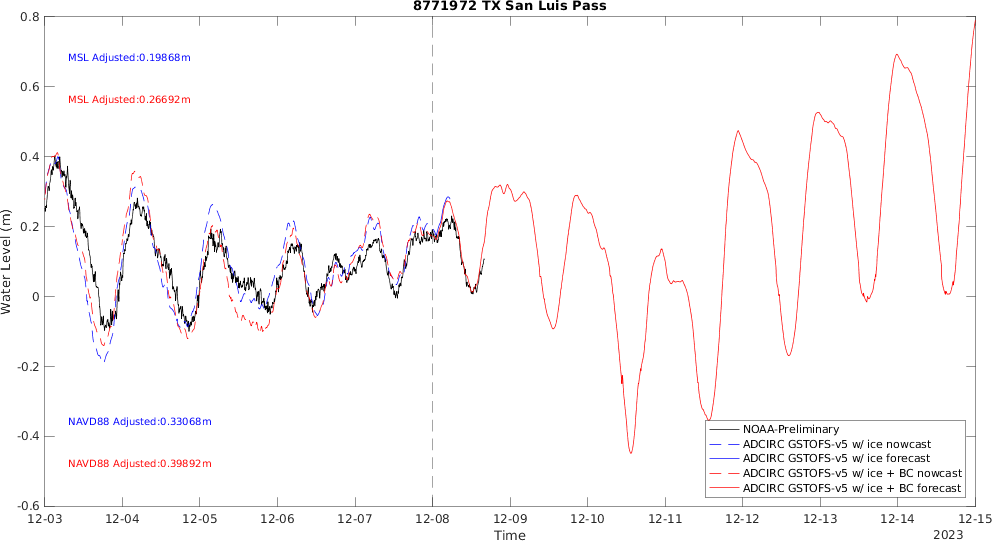 8771972 TX San Luis Pass
MSL Adjusted:0.19868m
MSL Adjusted:0.26692m
NAVD88 Adjusted:0.33068m
NAVD88 Adjusted:0.39892m
Water Level (m)
0.8
0.6
0.4
0.2
0
-0.2
-0.4
-0.6
NOAA-Preliminary
ADCIRC GSTOFS-v5 w/ ice nowcast
ADCIRC GSTOFS-v5 w/ ice forecast
ADCIRC GSTOFS-v5 w/ ice + BC nowcast
ADCIRC GSTOFS-v5 w/ ice + BC forecast
12-03 12-04 12-05 12-06 12-07 12-08 12-09 12-10 12-11 12-12 12-13 12-14 12-15
Time
2023